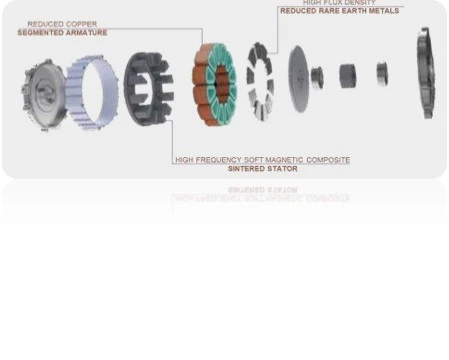 HIGH FLUX DENSITY
REDUCED RARE EARTH METALS
REDUCED COPPER
SEGMENTED ARMATURE
HIGH FREQUENCY SOFT MAGNETIC COMPOSITE
SINTERED STATOR